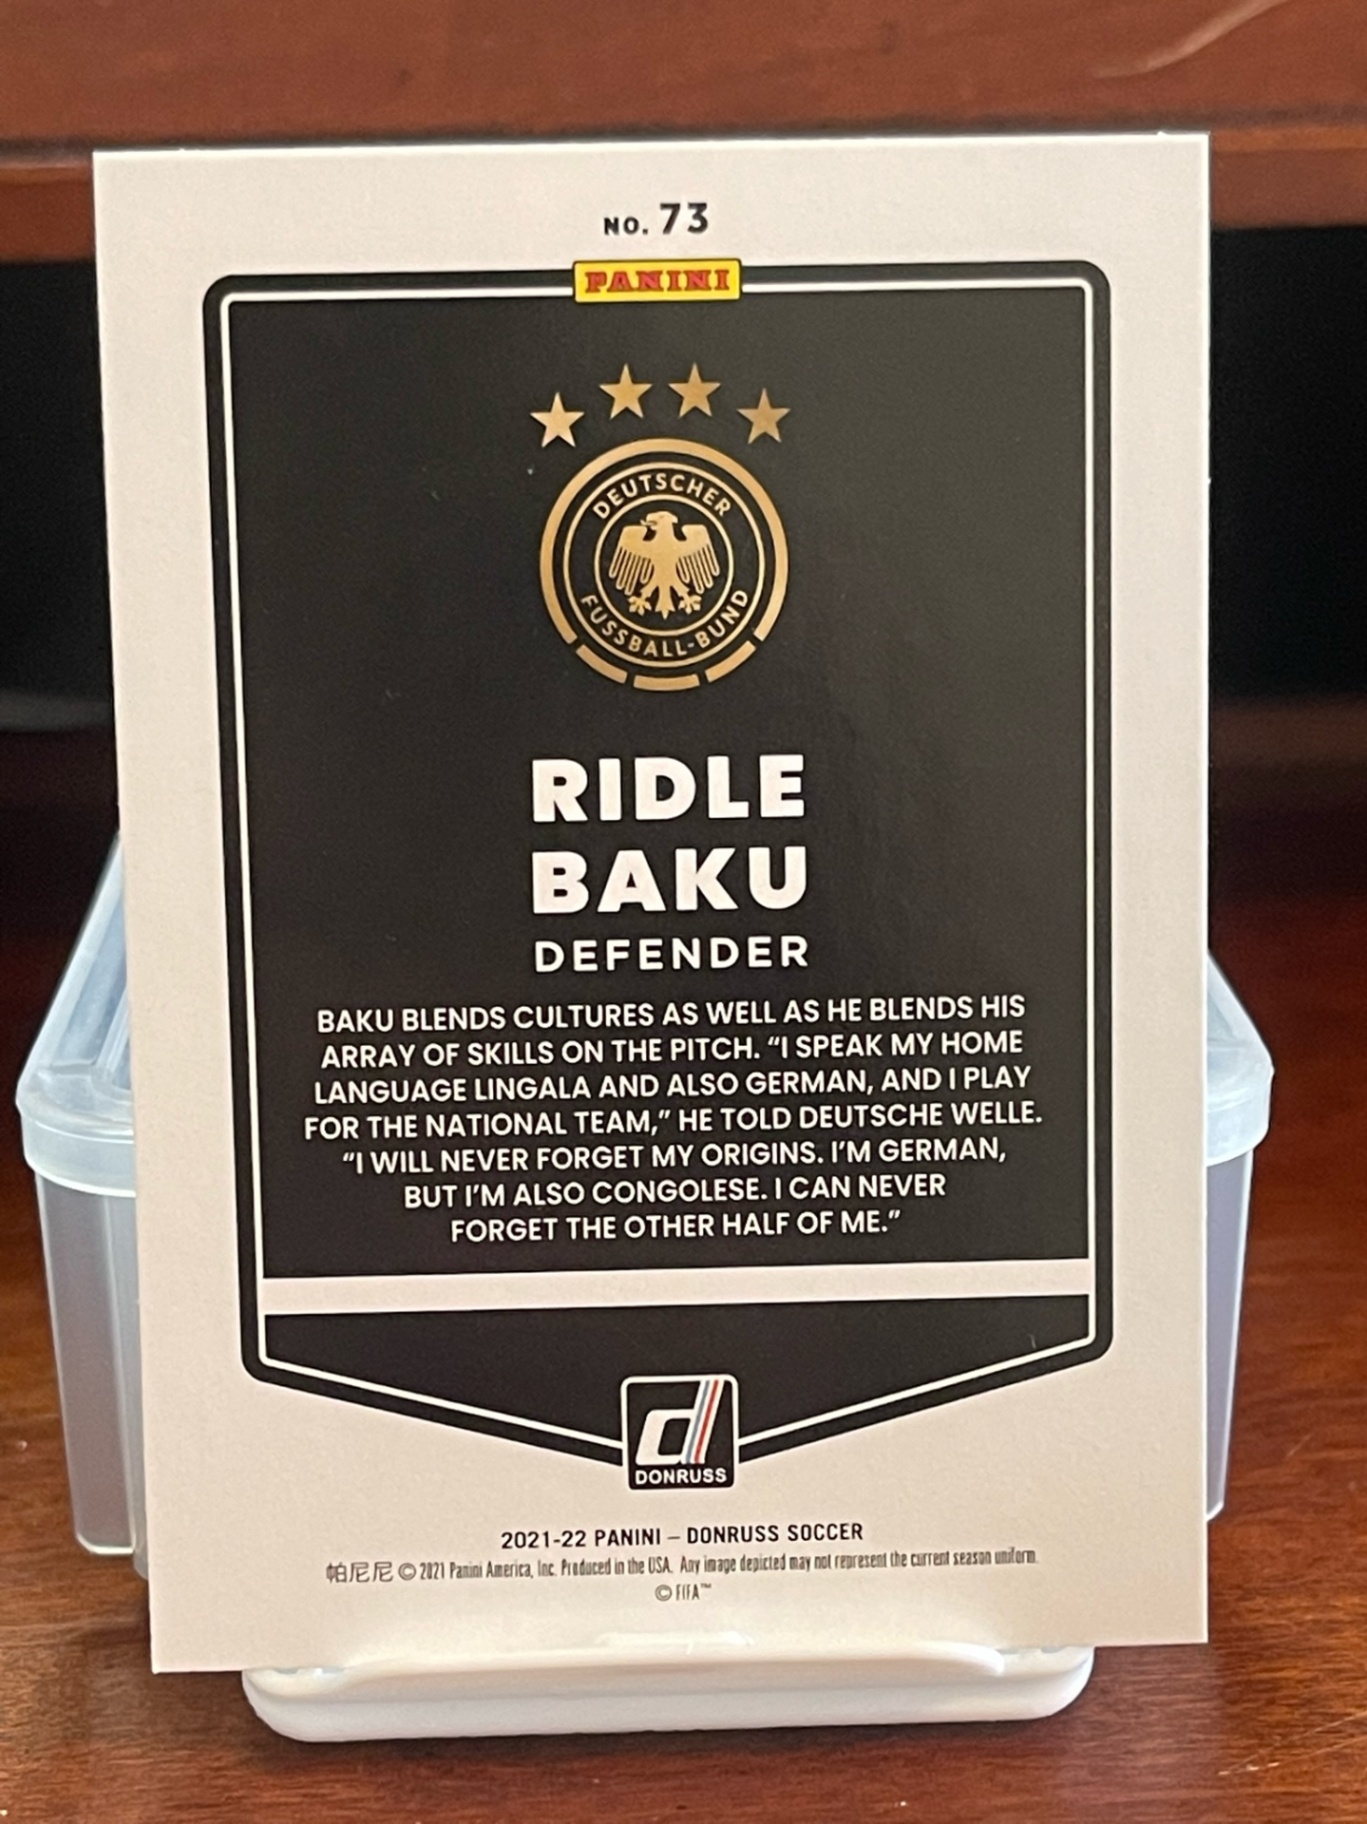 NO. 73
PANINI
DEUTSCHER
FUSSBALL-BUND
RIDLE
BAKU
DEFENDER
BAKU BLENDS CULTURES AS WELL AS HE BLENDS HIS
ARRAY OF SKILLS ON THE PITCH. “I SPEAK MY HOME
LANGUAGE LINGALA AND ALSO GERMAN, AND I PLAY
FOR THE NATIONAL TEAM,” HE TOLD DEUTSCHE WELLE.
“I WILL NEVER FORGET MY ORIGINS. I’M GERMAN,
BUT I’M ALSO CONGOLESE. I CAN NEVER
FORGET THE OTHER HALF OF ME.”
d
DONRUSS
2021-22 PANINI – DONRUSS SOCCER
帕尼尼 © 2021 Panini America, Inc. Produced in the USA. Any image depicted may not represent the current season uniform.
© FIFA™